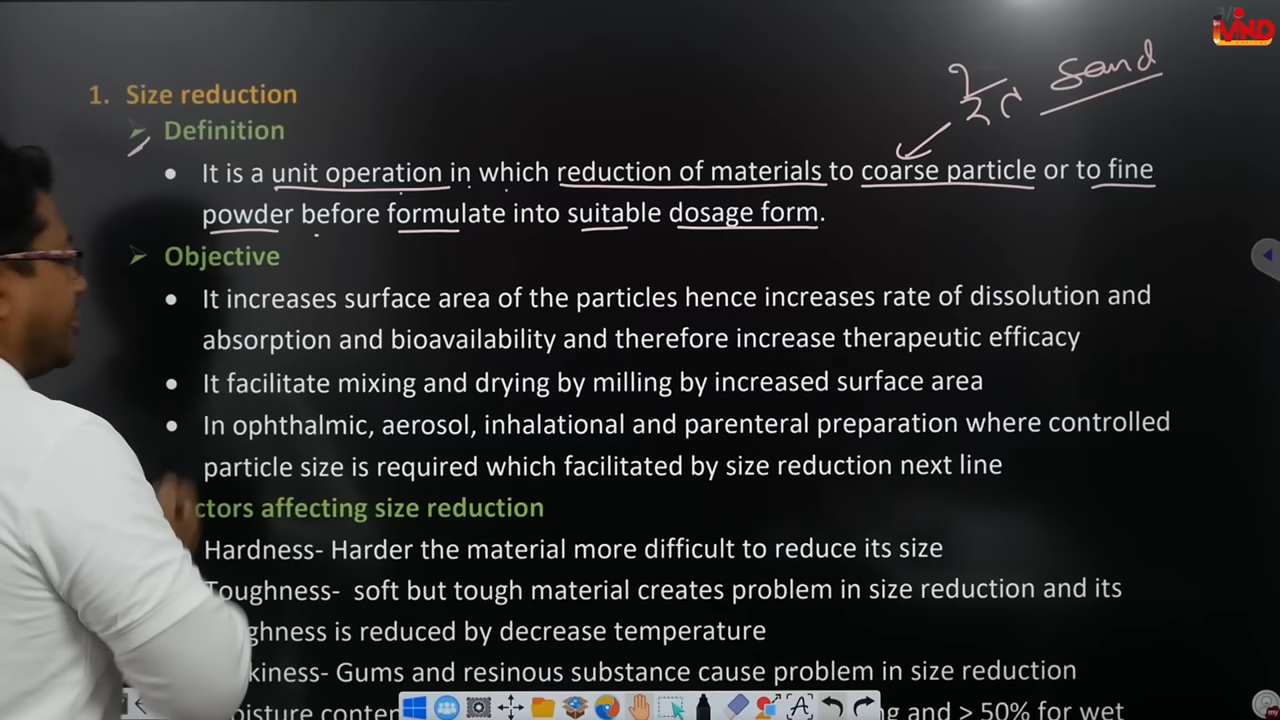 1. Size reduction
Sand
Definition
It is a unit operation in which reduction of materials to coarse particle or to fine
powder before formulate into suitable dosage form.
Objective
It increases surface area of the particles hence increases rate of dissolution and
absorption and bioavailability and therefore increase therapeutic efficacy
It facilitate mixing and drying by milling by increased surface area
In ophthalmic, aerosol, inhalational and parenteral preparation where controlled
particle size is required which facilitated by size reduction next line
ctors affecting size reduction
Hardness- Harder the material more difficult to reduce its size
Toughness- soft but tough material creates problem in size reduction and its
ghness is reduced by decrease temperature
kiness- Gums and resinous substance cause problem in size reduction
oisture conten g and > 50% for wet